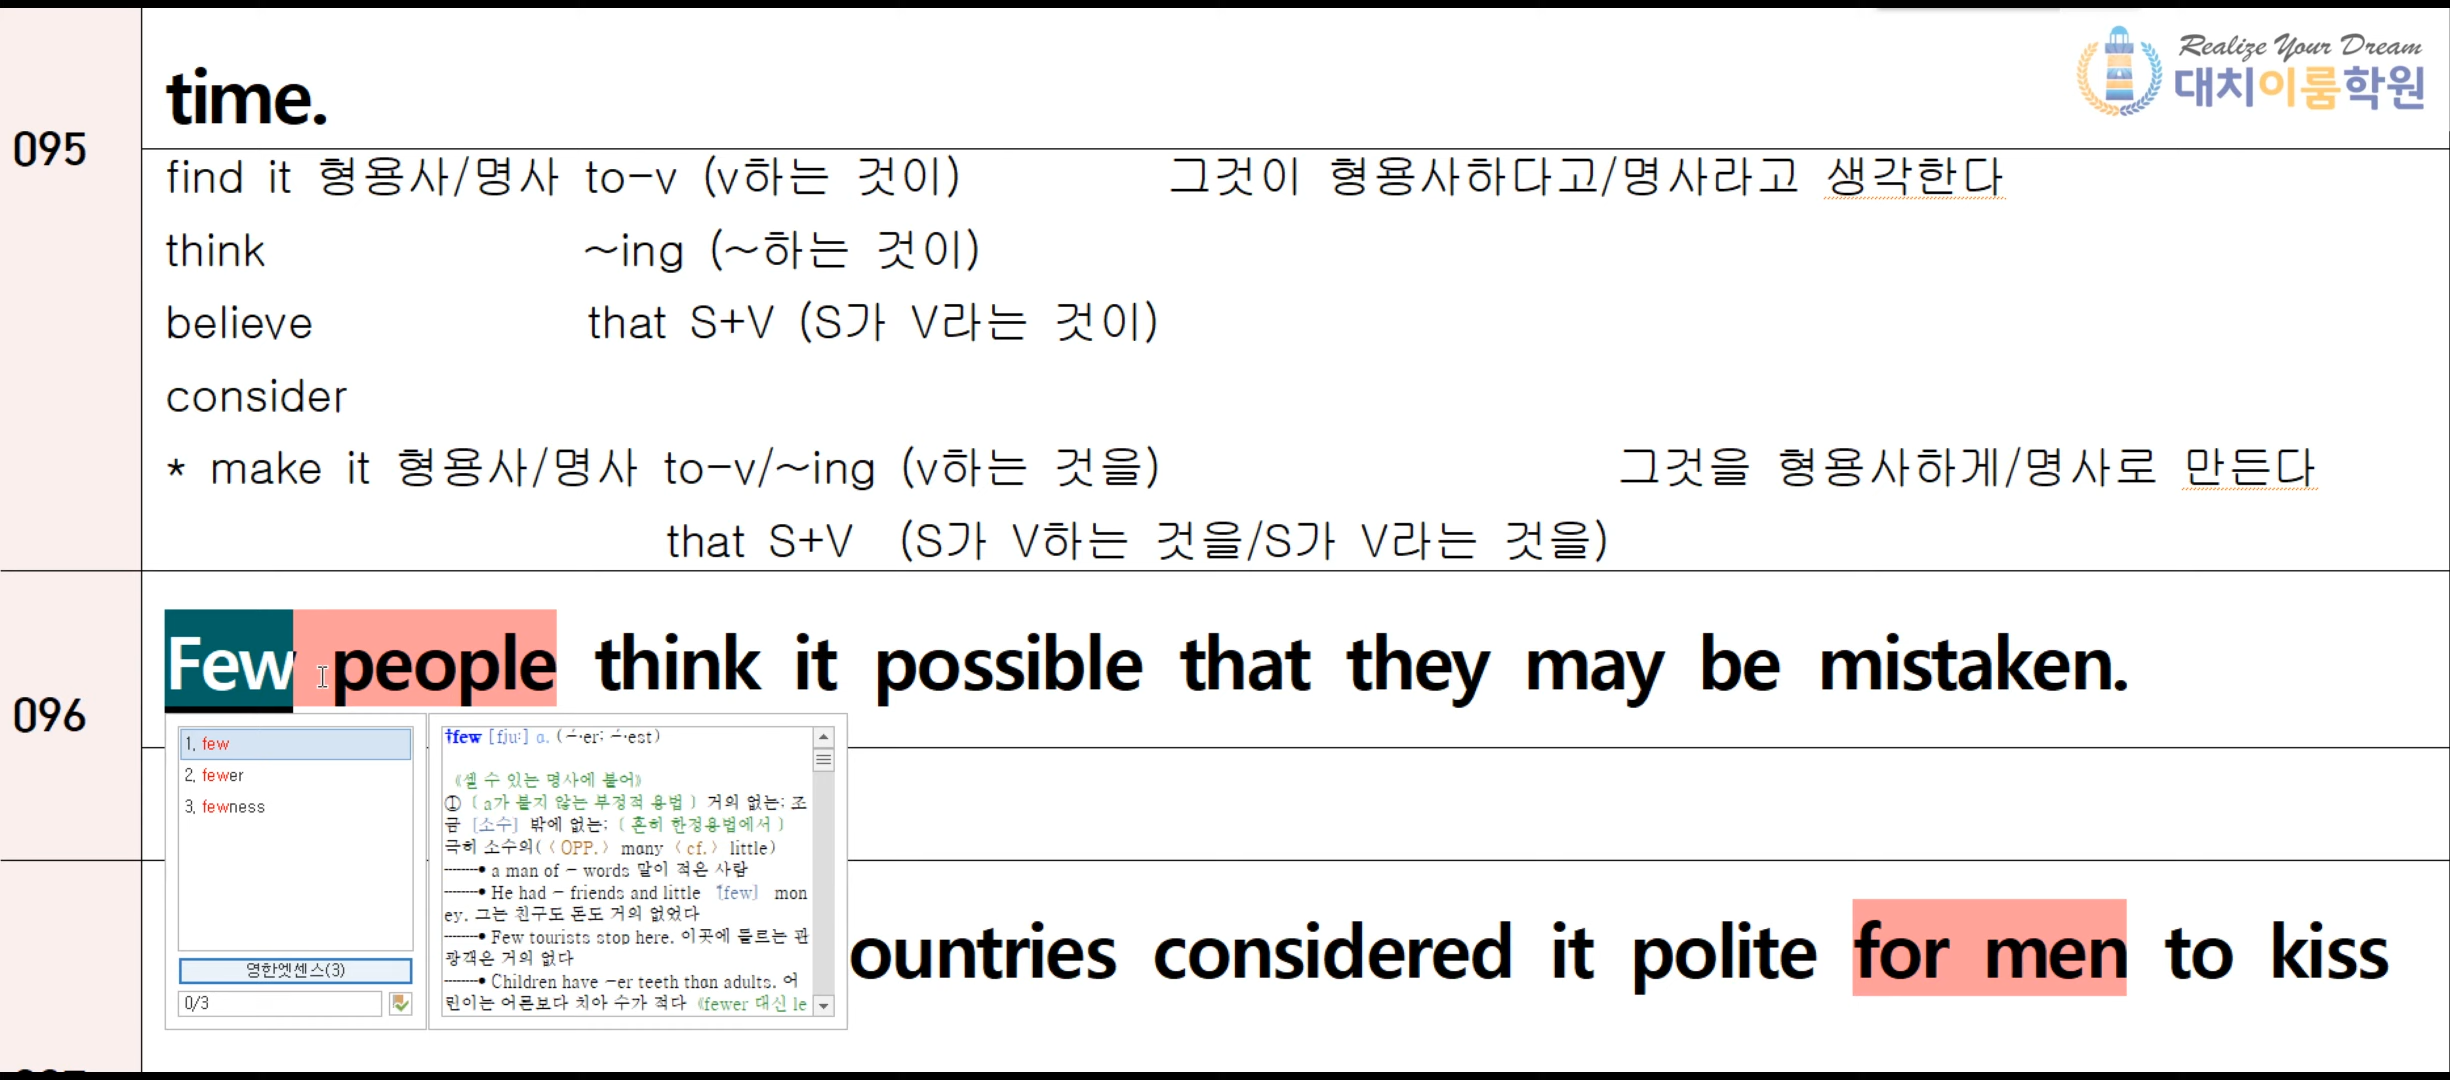 Realize Your Dream
대치이룸학원
time.
095
find it 형용사/명사 to-v (v하는 것이) 그것이 형용사하다고/명사라고 생각한다
think ~ing (~하는 것이)
believe that S+V (S가 V라는 것이)
consider
* make it 형용사/명사 to-v/~ing (v하는 것을) 그것을 형용사하게/명사로 만든다
that S+V (S가 V하는 것을/S가 V라는 것을)
096
Few people think it possible that they may be mistaken.
1, few
2, fewer
3, fewness
영한엣센스(3)
0/3
†few [fju:] a. (⌐·er; ⌐·est)
《셀 수 있는 명사에 붙어》
① 〔 a가 붙지 않는 부정적 용법 〕 거의 없는; 조
금 [소수] 밖에 없는; 〔 흔히 한정용법에서 〕
극히 소수의(〈 OPP. 〉 many 〈 cf. 〉 little)
--------• a man of ~ words 말이 적은 사람
--------• He had ~ friends and little 〔few〕 mon
ey. 그는 친구도 돈도 거의 없었다
--------• Few tourists stop here. 이곳에 들르는 관
광객은 거의 없다
--------• Children have ~er teeth than adults. 어
린이는 어른보다 치아 수가 적다 《fewer 대신 le
ountries considered it polite for men to kiss